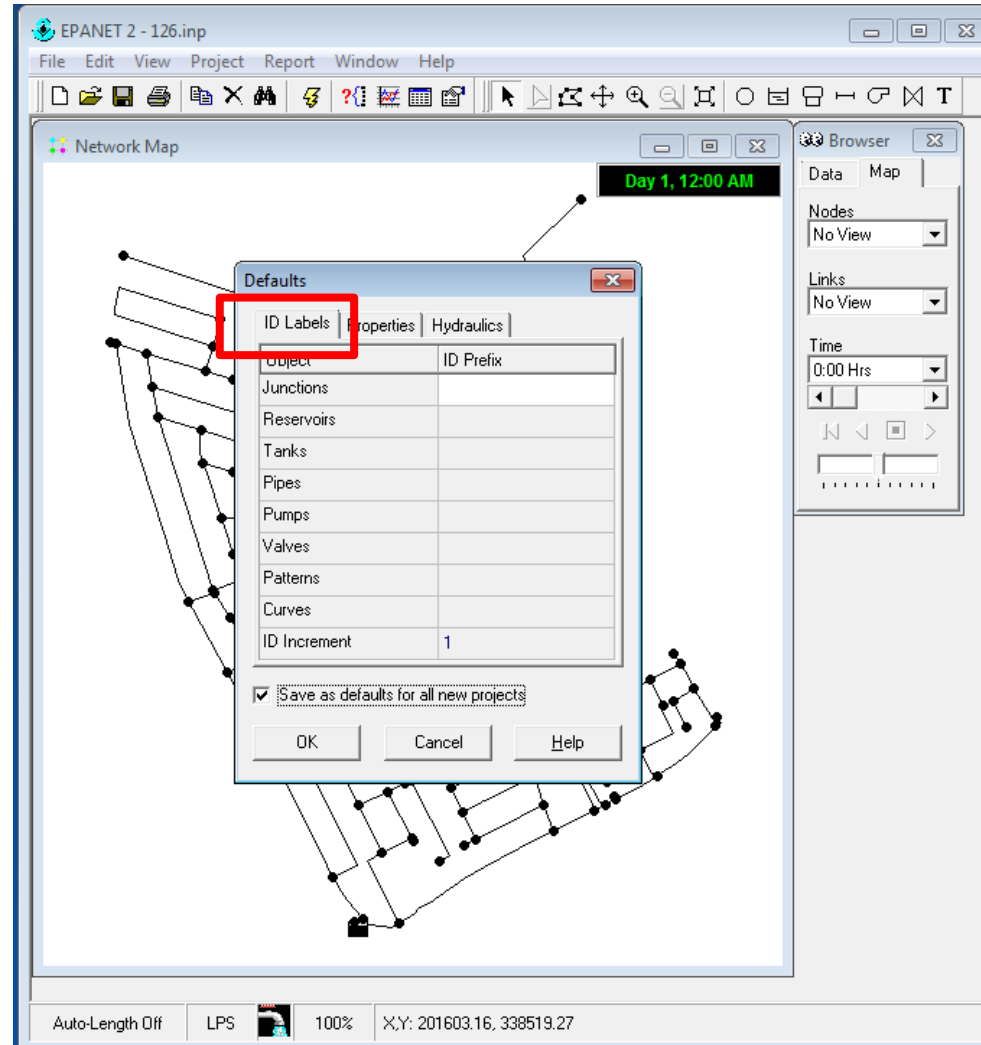 EPANET 2 - 126.inp
File Edit View Project Report Window Help
T
Network Map
Day 1, 12:00 AM
Browser
Data Map
Nodes
No View
Links
No View
Time
0:00 Hrs
Defaults
ID Labels Properties Hydraulics
Object ID Prefix
Junctions
Reservoirs
Tanks
Pipes
Pumps
Valves
Patterns
Curves
ID Increment 1
Save as defaults for all new projects
OK Cancel Help
Auto-Length Off LPS 100% X,Y: 201603.16, 338519.27